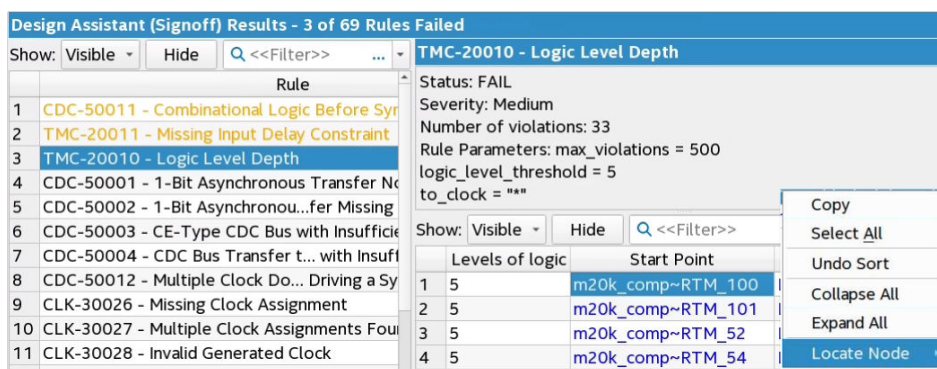 Design Assistant (Signoff) Results - 3 of 69 Rules Failed
Show: Visible Hide <<Filter>> ...
Rule
1 CDC-50011 - Combinational Logic Before Syr
2 TMC-20011 - Missing Input Delay Constraint
3 TMC-20010 - Logic Level Depth
4 CDC-50001 - 1-Bit Asynchronous Transfer No
5 CDC-50002 - 1-Bit Asynchronou...fer Missing
6 CDC-50003 - CE-Type CDC Bus with Insufficie
7 CDC-50004 - CDC Bus Transfer t... with Insuff
8 CDC-50012 - Multiple Clock Do... Driving a Sy
9 CLK-30026 - Missing Clock Assignment
10 CLK-30027 - Multiple Clock Assignments Four
11 CLK-30028 - Invalid Generated Clock
TMC-20010 - Logic Level Depth
Status: FAIL
Severity: Medium
Number of violations: 33
Rule Parameters: max_violations = 500
logic_level_threshold = 5
to_clock = "*"
Show: Visible Hide <<Filter>>
Levels of logic Start Point
1 5 m20k_comp~RTM_100
2 5 m20k_comp~RTM_101
3 5 m20k_comp~RTM_52
4 5 m20k_comp~RTM_54
Copy
Select All
Undo Sort
Collapse All
Expand All
Locate Node